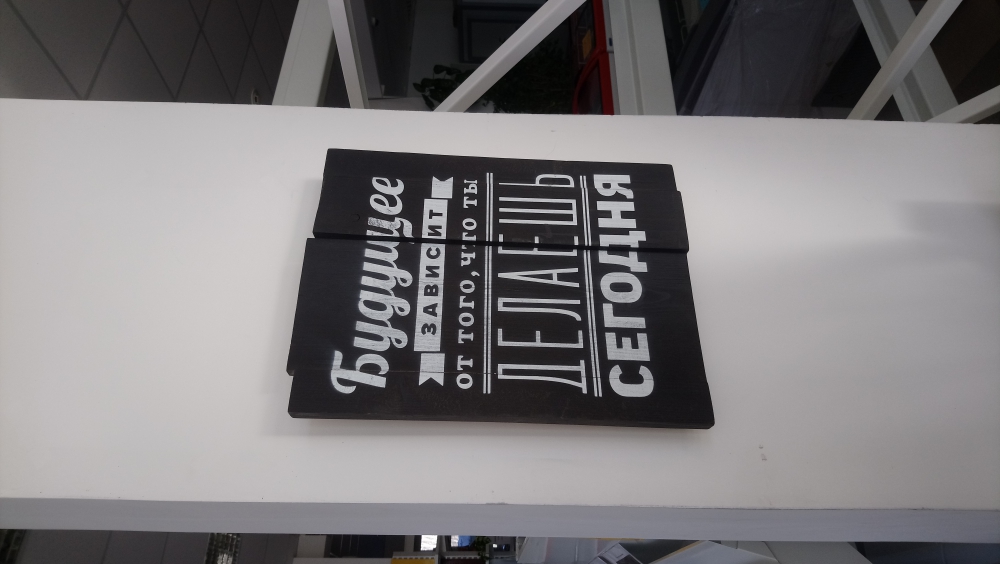 Будущее
ЗАВИСИТ
ОТ ТОГО, ЧТО ТЫ
ДЕЛАЕШЬ
СЕГОДНЯ